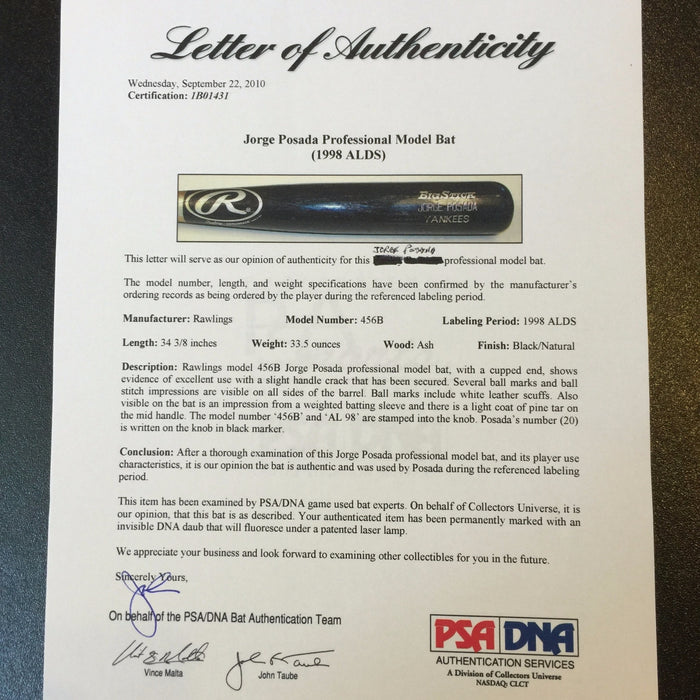 Letter of Authenticity
Wednesday, September 22, 2010
Certification: 1B01431
Jorge Posada Professional Model Bat
(1998 ALDS)
R
BIGSTICK
JORGE POSADA
YANKEES
JORGE POSADA
This letter will serve as our opinion of authenticity for this professional model bat.
The model number, length, and weight specifications have been confirmed by the manufacturer's
ordering records as being ordered by the player during the referenced labeling period.
Manufacturer: Rawlings Model Number: 456B Labeling Period: 1998 ALDS
Length: 34 3/8 inches Weight: 33.5 ounces Wood: Ash Finish: Black/Natural
Description: Rawlings model 456B Jorge Posada professional model bat, with a cupped end, shows
evidence of excellent use with a slight handle crack that has been secured. Several ball marks and ball
stitch impressions are visible on all sides of the barrel. Ball marks include white leather scuffs. Also
visible on the bat is an impression from a weighted batting sleeve and there is a light coat of pine tar on
the mid handle. The model number '456B' and 'AL 98' are stamped into the knob. Posada's number (20)
is written on the knob in black marker.
Conclusion: After a thorough examination of this Jorge Posada professional model bat, and its player use
characteristics, it is our opinion the bat is authentic and was used by Posada during the referenced labeling
period.
This item has been examined by PSA/DNA game used bat experts. On behalf of Collectors Universe, it is
our opinion, that this bat is as described. Your authenticated item has been permanently marked with an
invisible DNA daub that will fluoresce under a patented laser lamp.
We appreciate your business and look forward to examining other collectibles for you in the future.
Sincerely Yours,
On behalf of the PSA/DNA Bat Authentication Team
Vince Malta John Taube
PSA DNA
AUTHENTICATION SERVICES
A Division of Collectors Universe
NASDAQ: CLCT